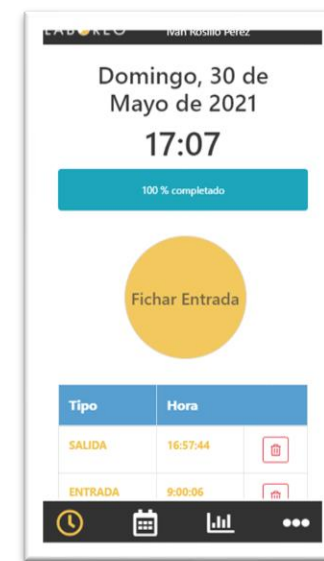 LABOREO Iván Rosillo Pérez
Domingo, 30 de
Mayo de 2021
17:07
100 % completado
Fichar Entrada
Tipo Hora
SALIDA 16:57:44
ENTRADA 9:00:06